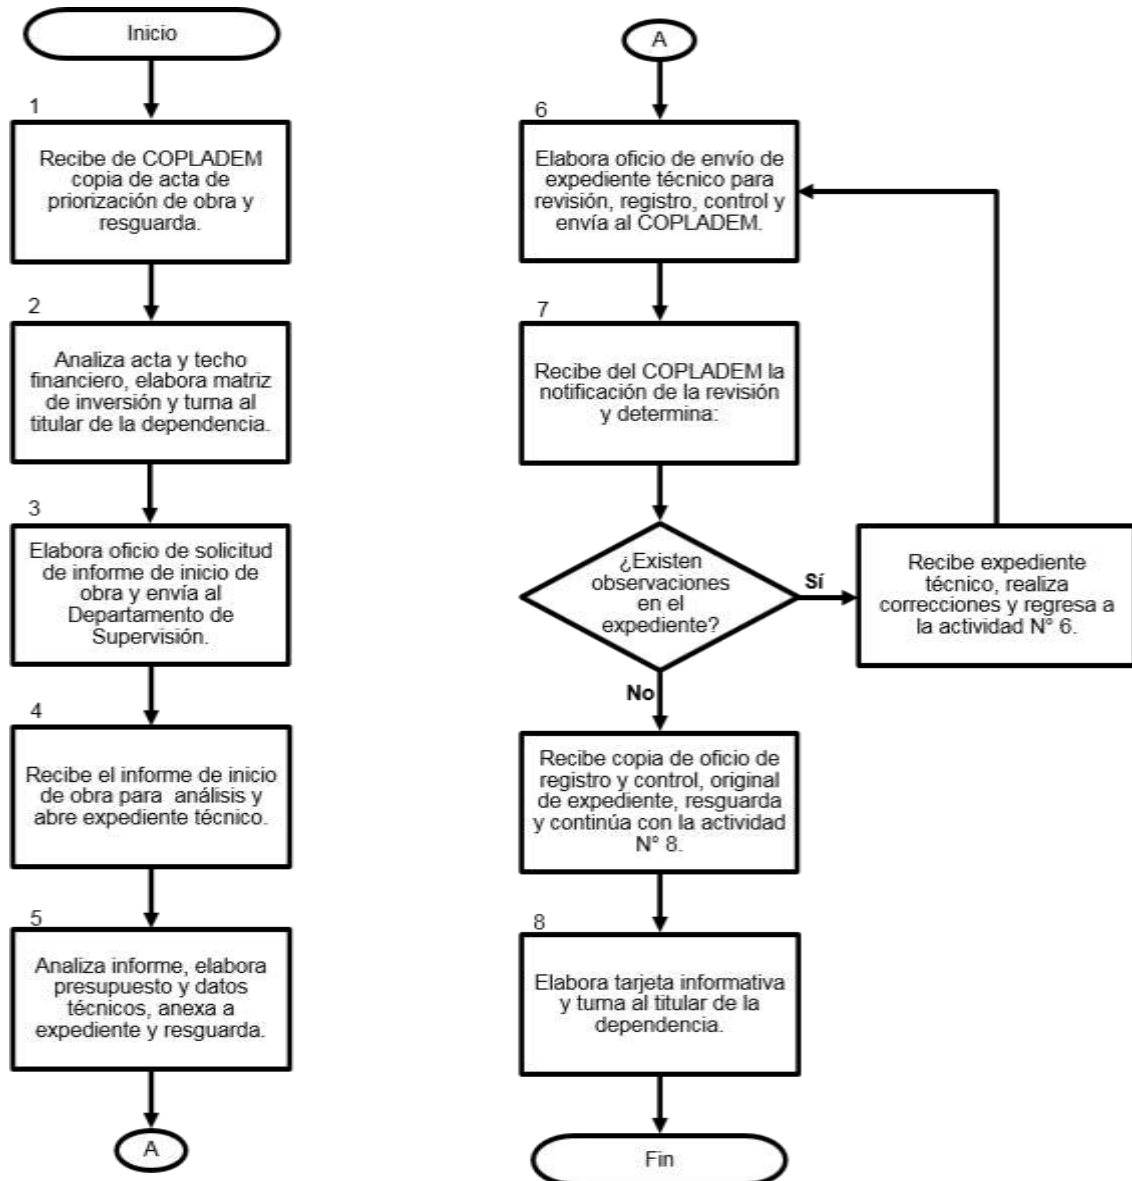 Inicio
1
Recibe de COPLADEM
copia de acta de
priorización de obra y
resguarda.
2
Analiza acta y techo
financiero, elabora matriz
de inversión y turna al
titular de la dependencia.
3
Elabora oficio de solicitud
de informe de inicio de
obra y envía al
Departamento de
Supervisión.
4
Recibe el informe de inicio
de obra para análisis y
abre expediente técnico.
5
Analiza informe, elabora
presupuesto y datos
técnicos, anexa a
expediente y resguarda.
A
A
6
Elabora oficio de envío de
expediente técnico para
revisión, registro, control y
envía al COPLADEM.
7
Recibe del COPLADEM la
notificación de la revisión
y determina:
¿Existen
observaciones
en el
expediente?
Sí
Recibe expediente
técnico, realiza
correcciones y regresa a
la actividad N° 6.
No
Recibe copia de oficio de
registro y control, original
de expediente, resguarda
y continúa con la actividad
N° 8.
8
Elabora tarjeta informativa
y turna al titular de la
dependencia.
Fin